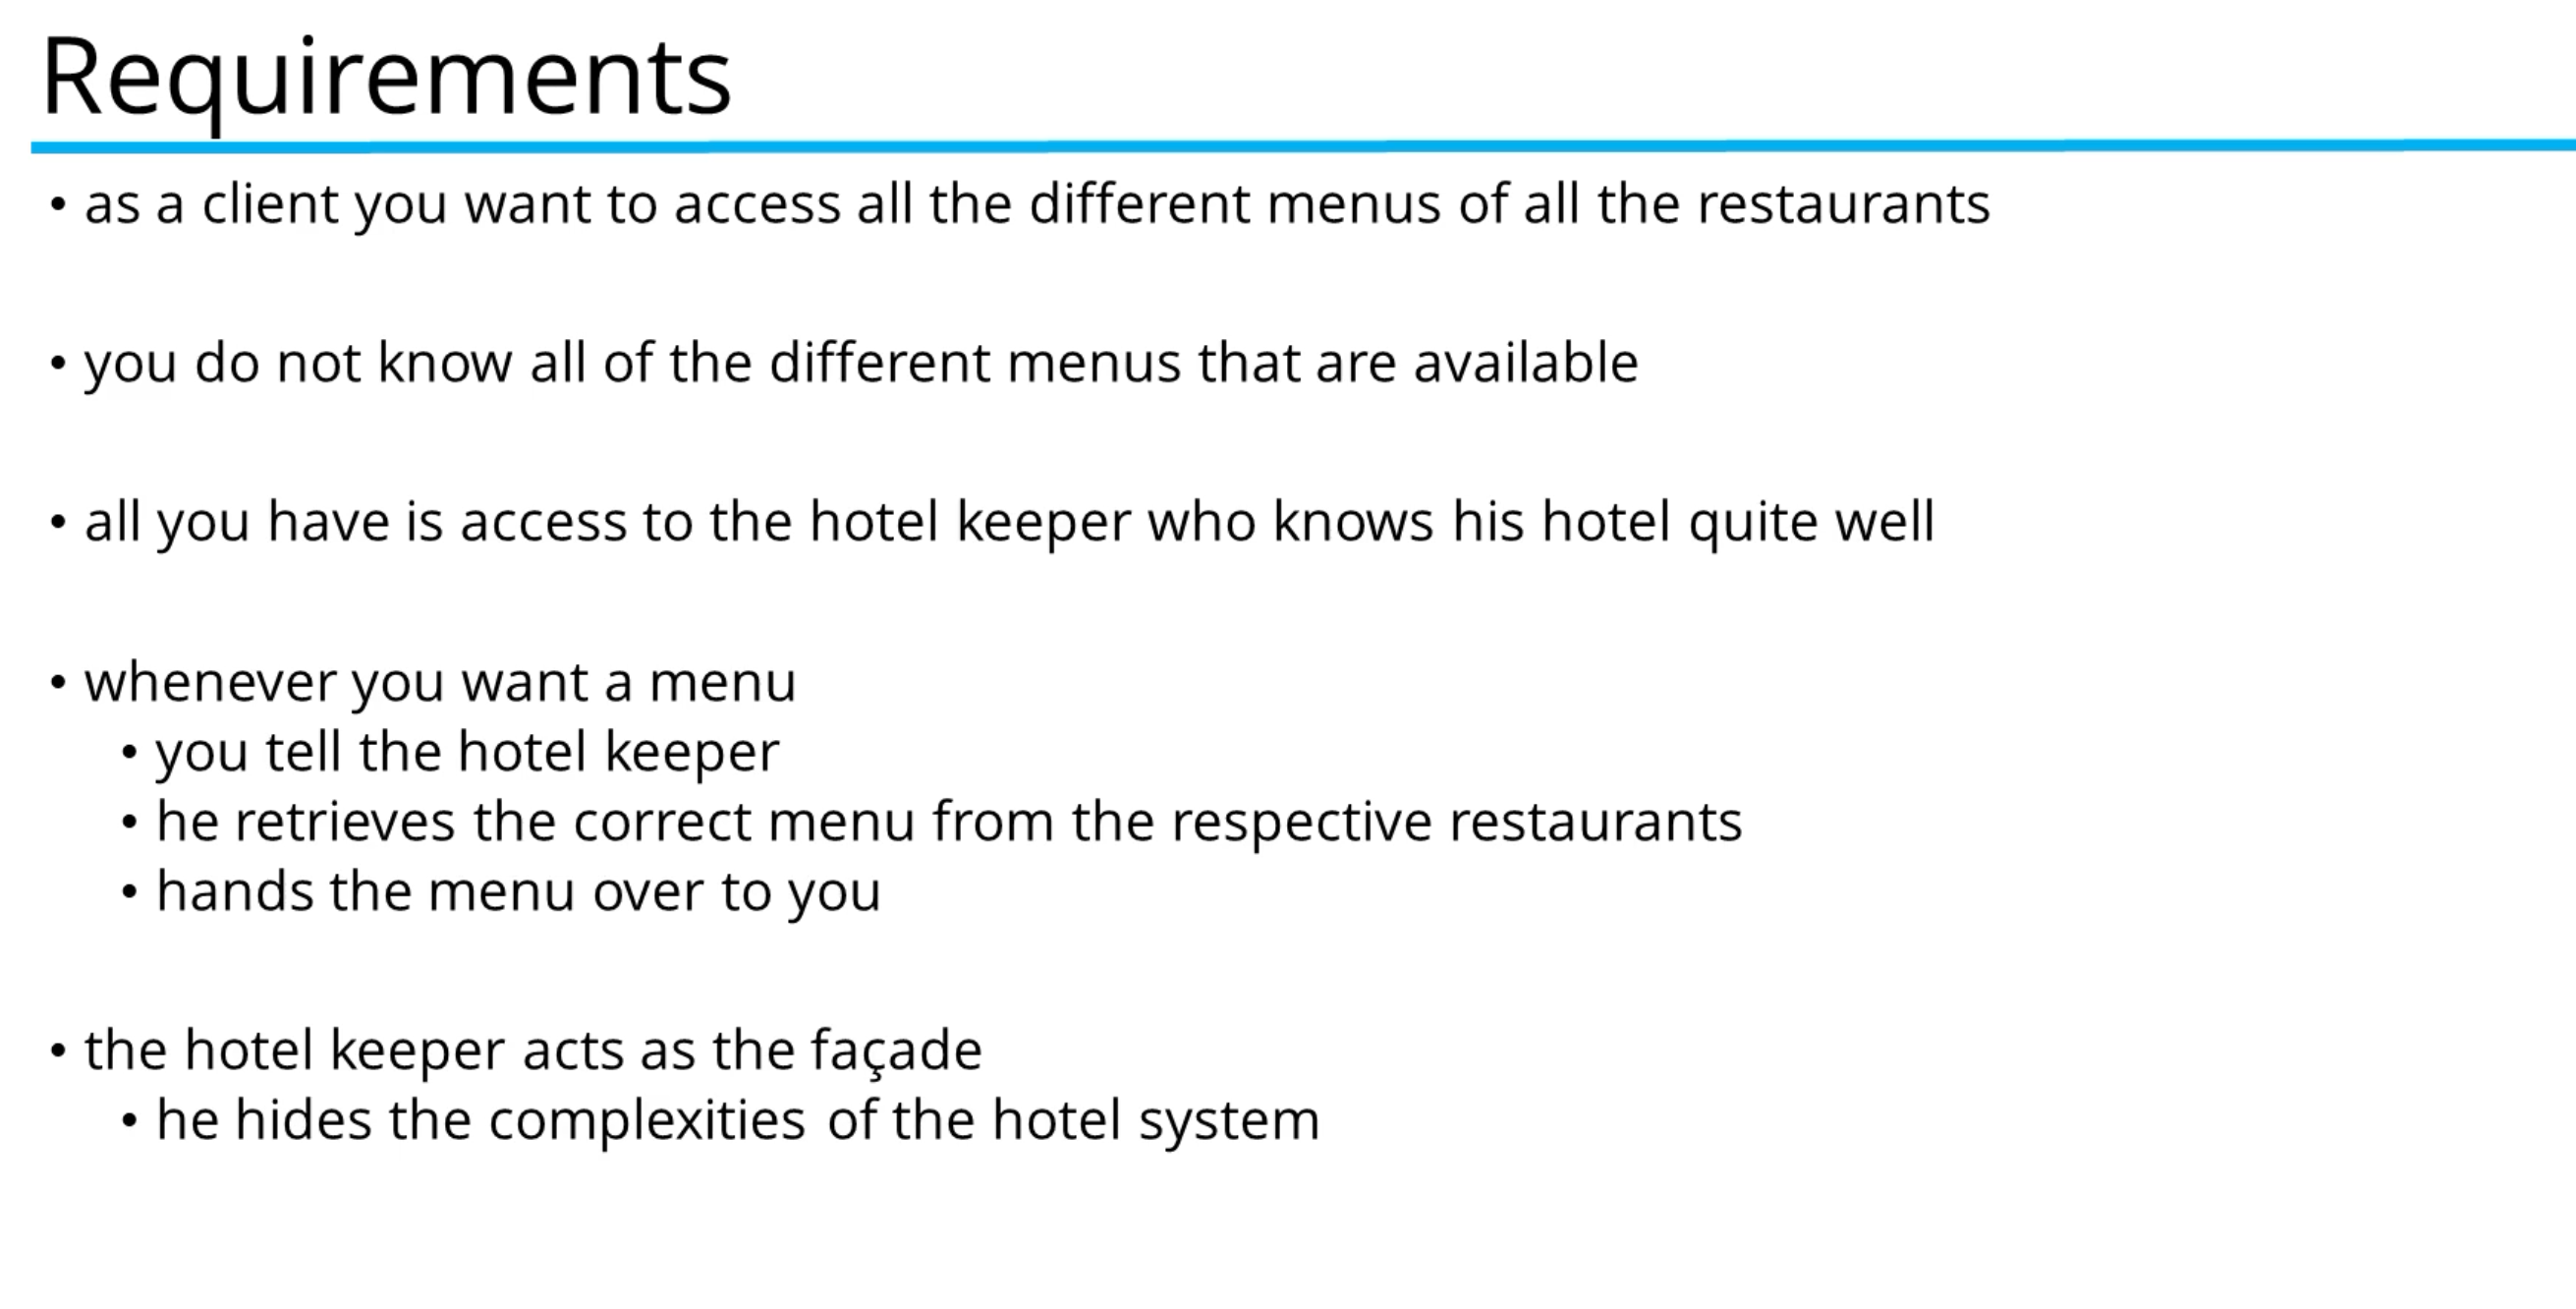 Requirements
• as a client you want to access all the different menus of all the restaurants
• you do not know all of the different menus that are available
• all you have is access to the hotel keeper who knows his hotel quite well
• whenever you want a menu
• you tell the hotel keeper
• he retrieves the correct menu from the respective restaurants
• hands the menu over to you
• the hotel keeper acts as the façade
• he hides the complexities of the hotel system